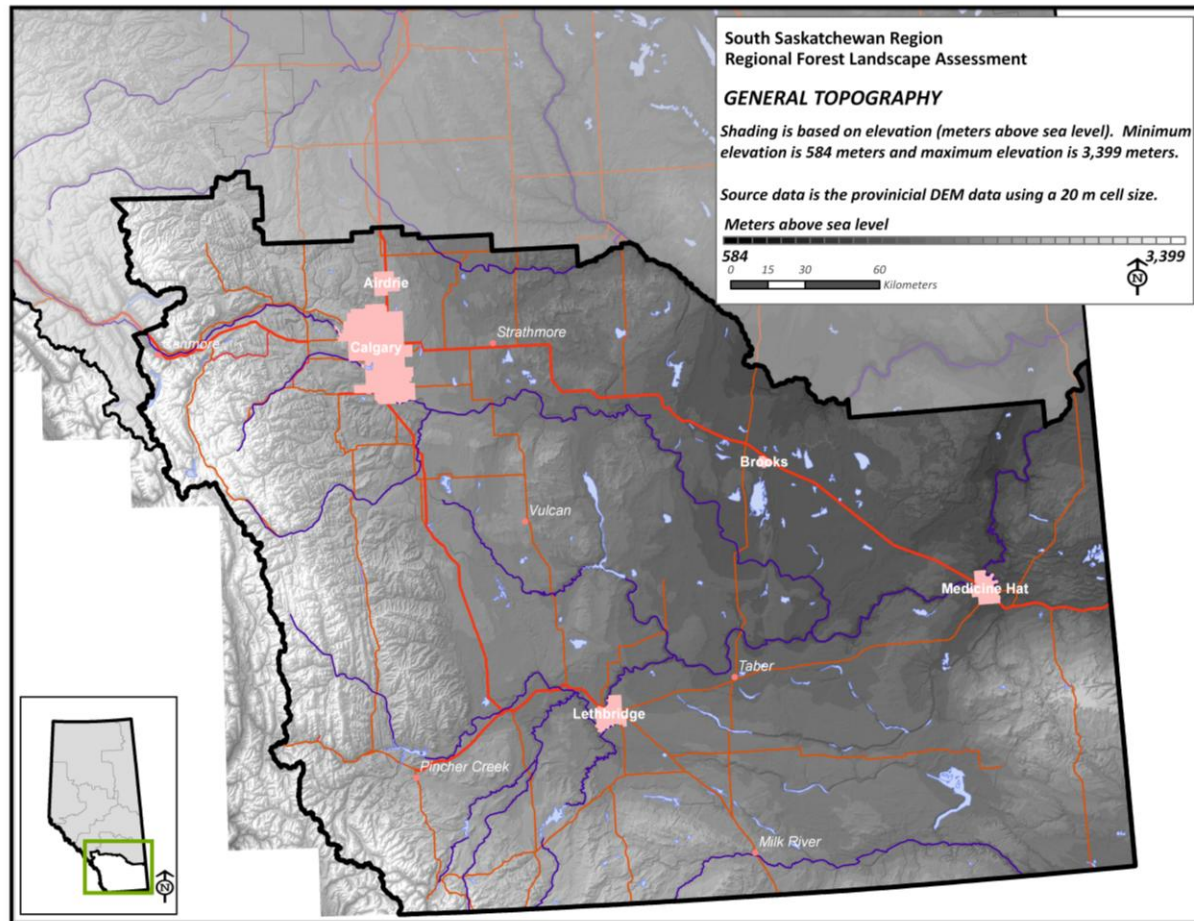 South Saskatchewan Region
Regional Forest Landscape Assessment
GENERAL TOPOGRAPHY
Shading is based on elevation (meters above sea level). Minimum
elevation is 584 meters and maximum elevation is 3,399 meters.
Source data is the provinicial DEM data using a 20 m cell size.
Meters above sea level
584 3,399
0 15 30 60
Kilometers
N
Airdrie
Strathmore
Canmore
Calgary
Brooks
Vulcan
Medicine Hat
Taber
Lethbridge
Pincher Creek
Milk River
N